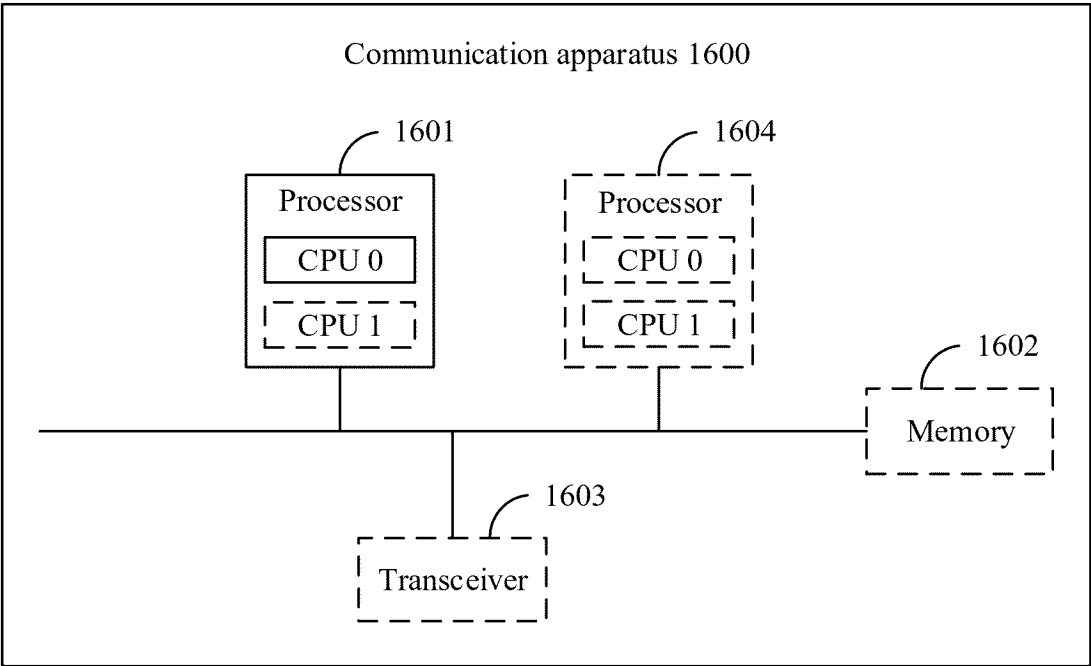 Communication apparatus 1600
1601
1604
Processor
Processor
CPU 0
CPU 0
CPU 1
CPU 1
1602
Memory
1603
Transceiver